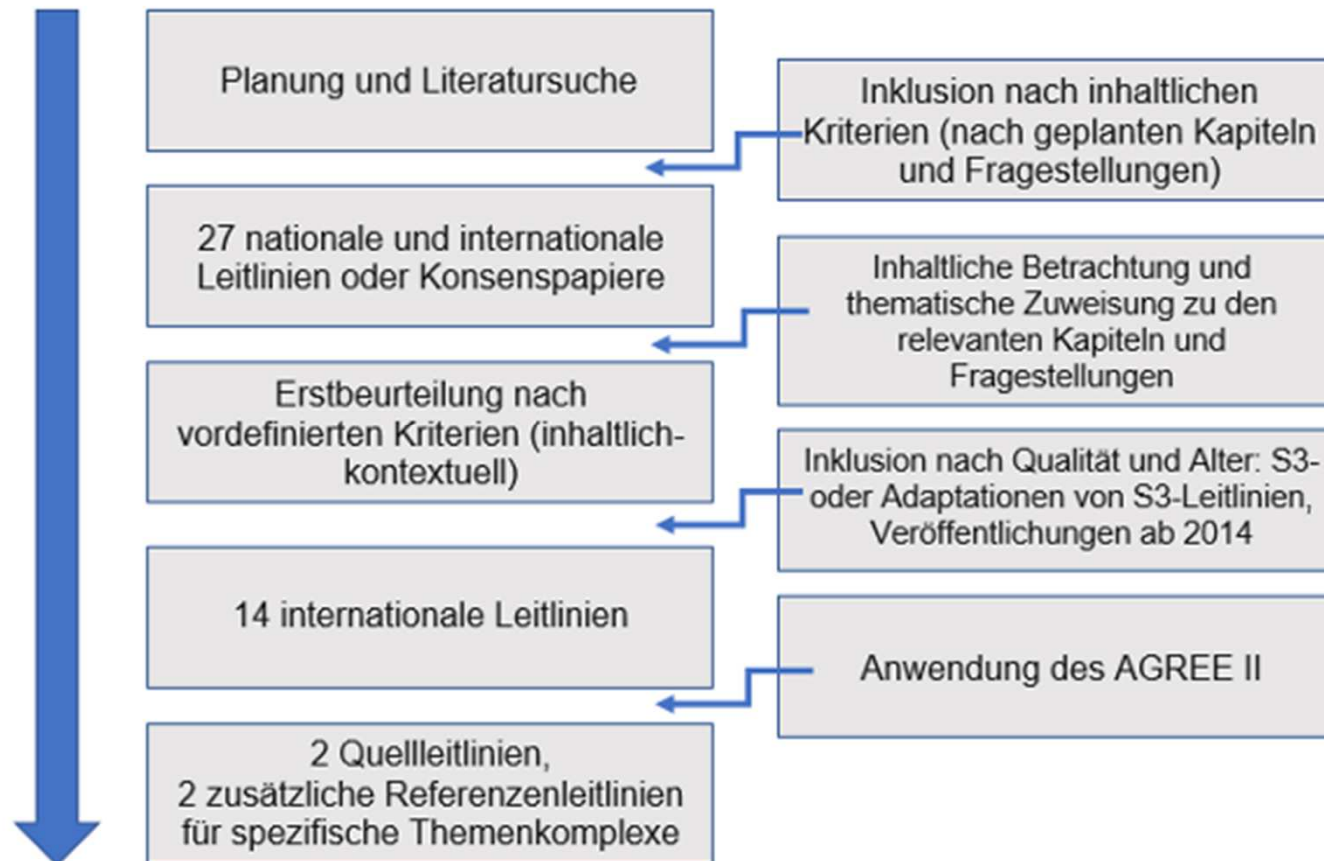 Planung und Literatursuche
Inklusion nach inhaltlichen
Kriterien (nach geplanten Kapiteln
und Fragestellungen)
27 nationale und internationale
Leitlinien oder Konsenspapiere
Inhaltliche Betrachtung und
thematische Zuweisung zu den
relevanten Kapiteln und
Fragestellungen
Erstbeurteilung nach
vordefinierten Kriterien (inhaltlich-
kontextuell)
Inklusion nach Qualität und Alter: S3-
oder Adaptationen von S3-Leitlinien,
Veröffentlichungen ab 2014
14 internationale Leitlinien
Anwendung des AGREE II
2 Quellleitlinien,
2 zusätzliche Referenzenleitlinien
für spezifische Themenkomplexe